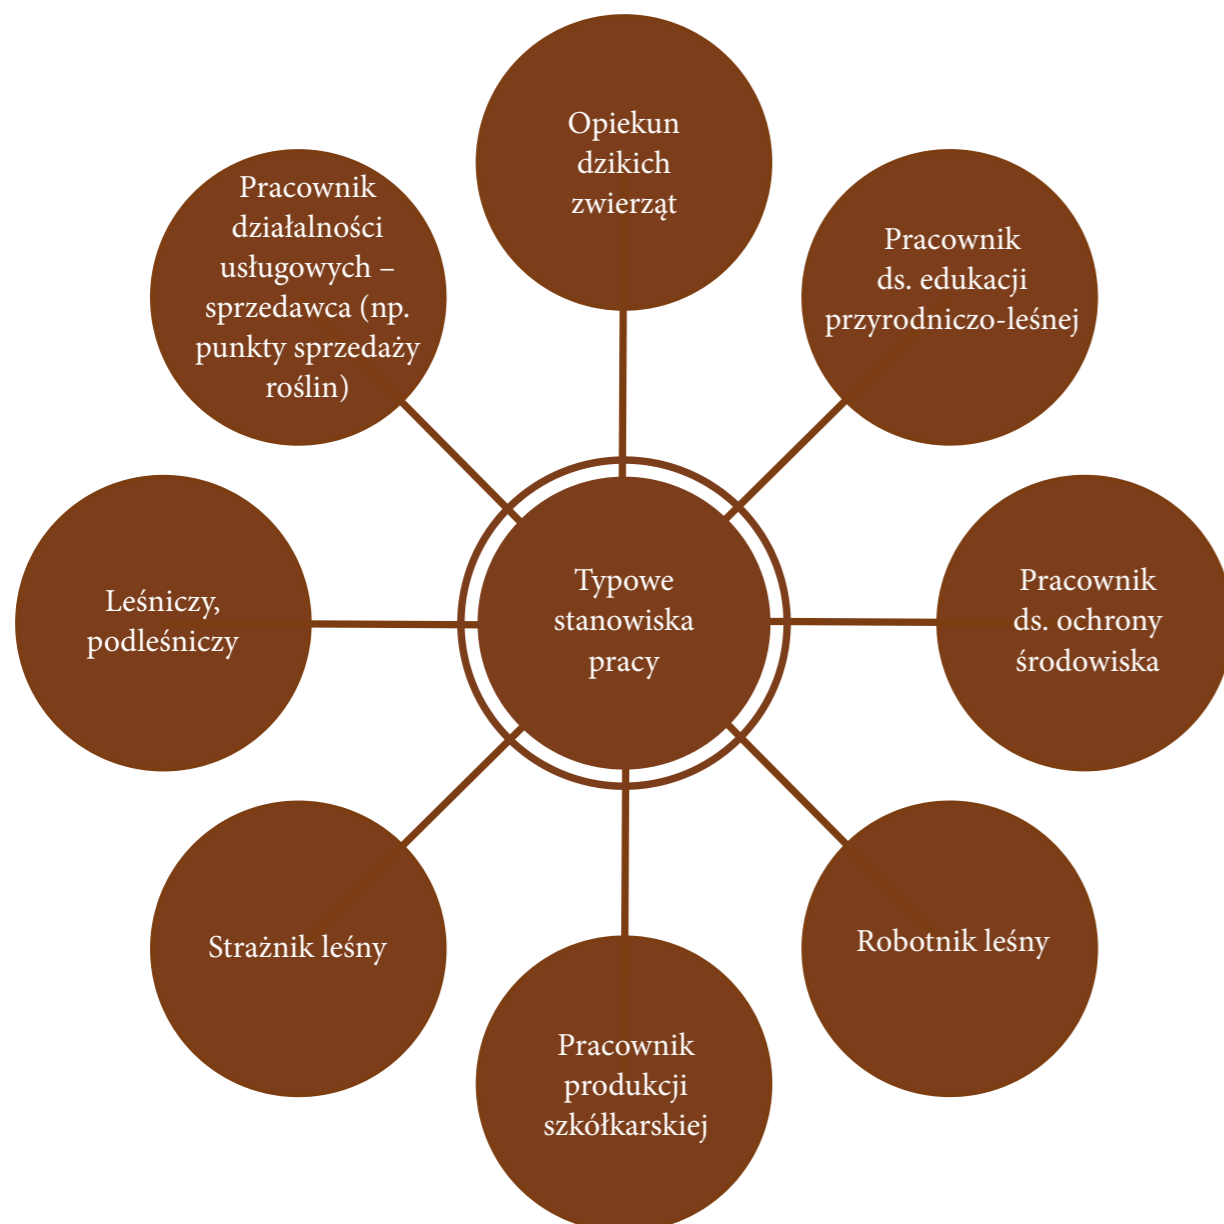 Opiekun
dzikich
zwierząt
Pracownik
ds. edukacji
przyrodniczo-leśnej
Pracownik
ds. ochrony
środowiska
Robotnik leśny
Pracownik
produkcji
szkółkarskiej
Strażnik leśny
Leśniczy,
podleśniczy
Pracownik
działalności
usługowych –
sprzedawca (np.
punkty sprzedaży
roślin)
Typowe
stanowiska
pracy